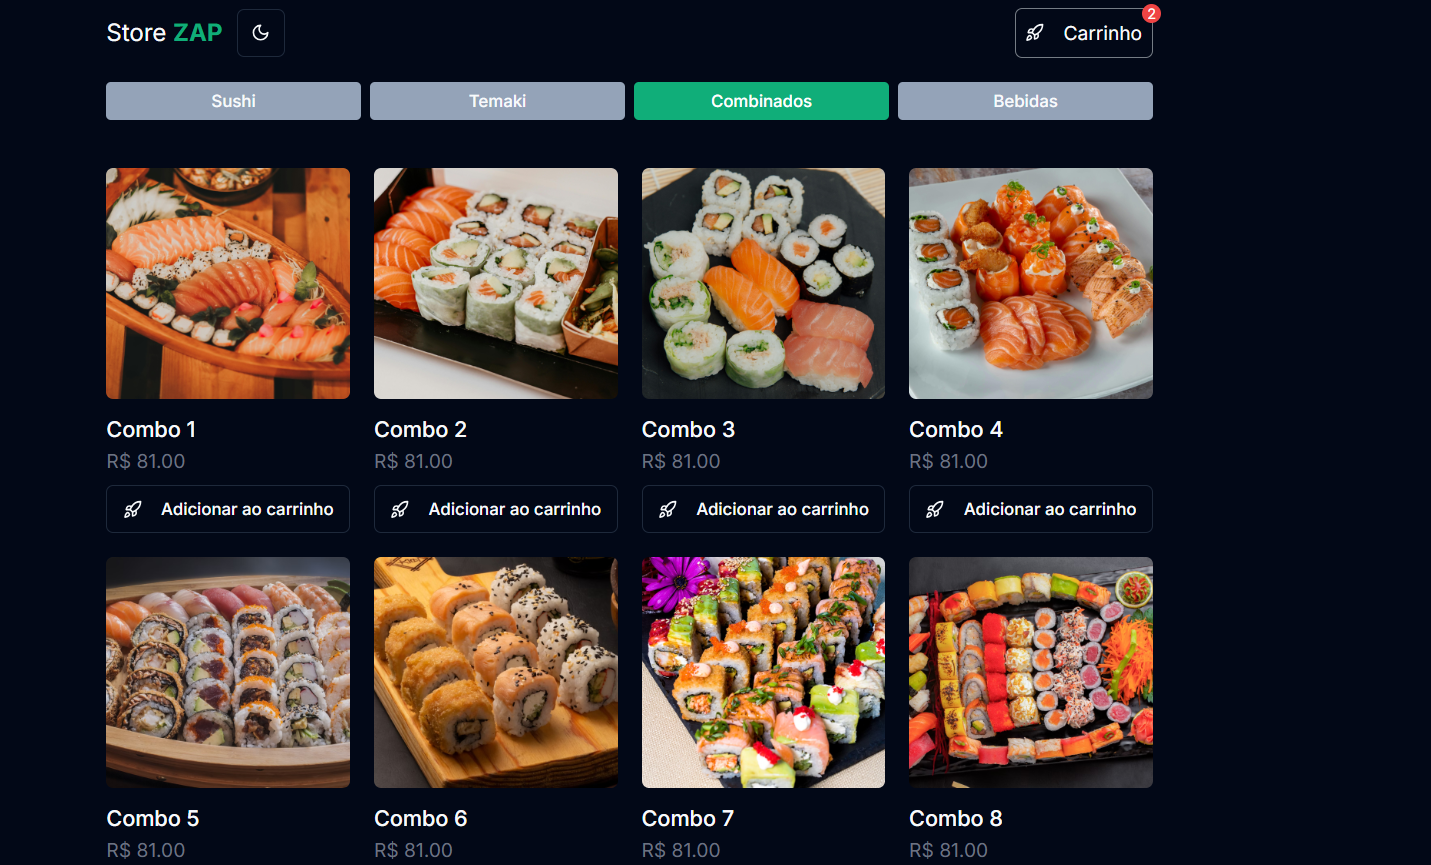 Store ZAP
Carrinho
2
Sushi
Temaki
Combinados
Bebidas
Combo 1
R$ 81.00
Adicionar ao carrinho
Combo 2
R$ 81.00
Adicionar ao carrinho
Combo 3
R$ 81.00
Adicionar ao carrinho
Combo 4
R$ 81.00
Adicionar ao carrinho
Combo 5
R$ 81.00
Combo 6
R$ 81.00
Combo 7
R$ 81.00
Combo 8
R$ 81.00